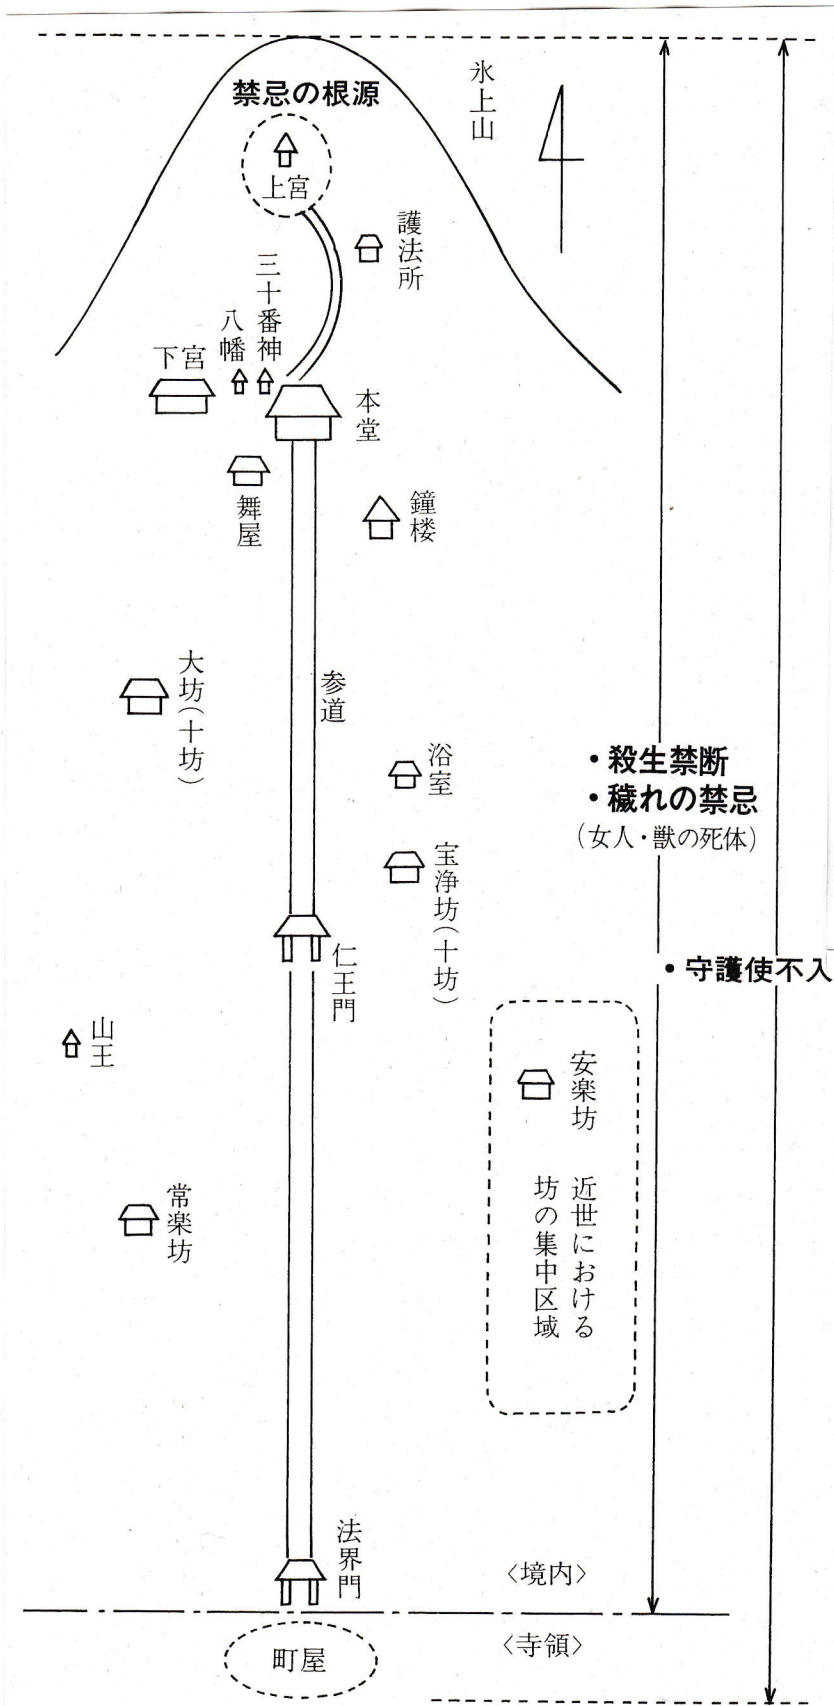 禁忌の根源
氷上山
上宮
護法所
三十番神
八幡
下宮
本堂
舞屋
鐘楼
大坊(十坊)
参道
浴室
・殺生禁断
・穢れの禁忌
(女人・獣の死体)
宝浄坊(十坊)
仁王門
・守護使不入
山王
安楽坊
近世における
坊の集中区域
常楽坊
法界門
〈境内〉
〈寺領〉
町屋